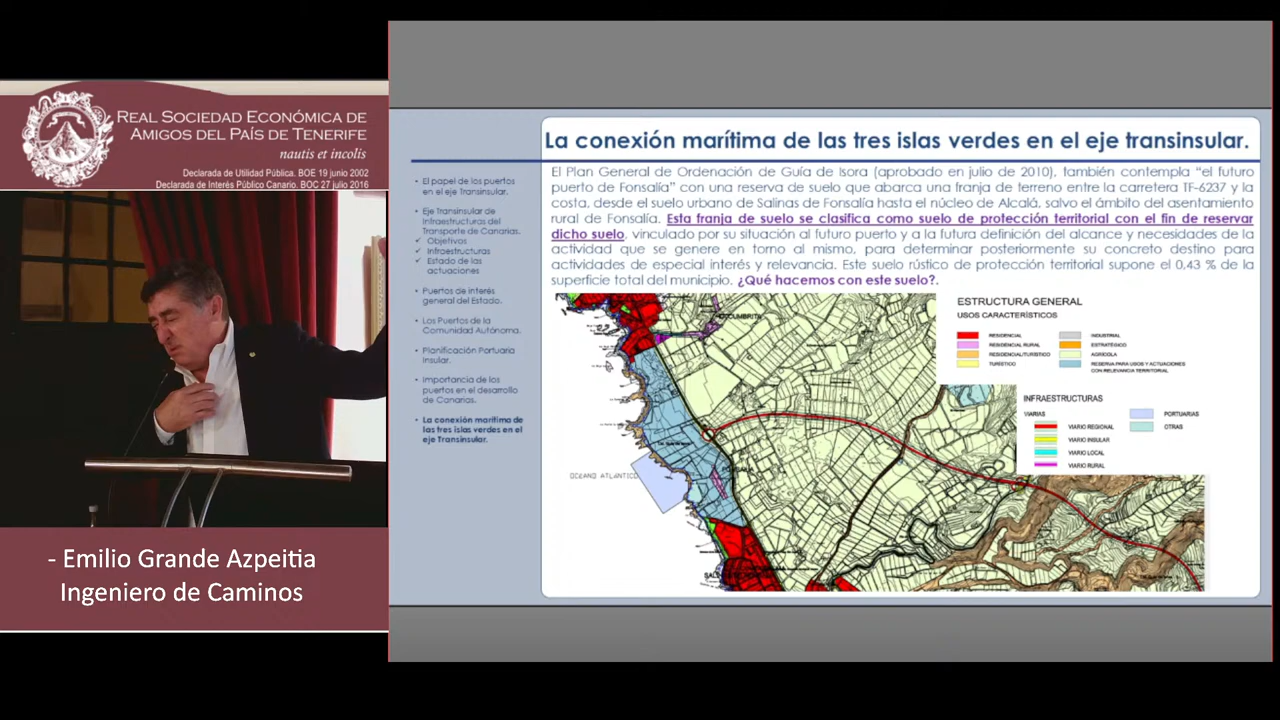 REAL SOCIEDAD ECONÓMICA DE
AMIGOS DEL PAÍS DE TENERIFE
nautis et incolis
Declarada de Utilidad Pública. BOE 19 junio 2002
Declarada de Interés Público Canario. BOC 27 julio 2016
- Emilio Grande Azpeitia
Ingeniero de Caminos
La conexión marítima de las tres islas verdes en el eje transinsular.
• El papel de los puertos
en el eje Transinsular.
• Eje Transinsular de
Infraestructuras del
Transporte de Canarias.
✓ Objetivos
✓ Infraestructuras
✓ Estado de las
actuaciones
• Puertos de interés
general del Estado.
• Los Puertos de la
Comunidad Autónoma.
• Planificación Portuaria
Insular.
• Importancia de los
puertos en el desarrollo
de Canarias.
• La conexión marítima de
las tres islas verdes en el
eje Transinsular.
El Plan General de Ordenación de Guía de Isora (aprobado en julio de 2010), también contempla "el futuro
puerto de Fonsalía" con una reserva de suelo que abarca una franja de terreno entre la carretera TF-6237 y la
costa, desde el suelo urbano de Salinas de Fonsalía hasta el núcleo de Alcalá, salvo el ámbito del asentamiento
rural de Fonsalía. Esta franja de suelo se clasifica como suelo de protección territorial con el fin de reservar
dicho suelo, vinculado por su situación al futuro puerto y a la futura definición del alcance y necesidades de la
actividad que se genere en torno al mismo, para determinar posteriormente su concreto destino para
actividades de especial interés y relevancia. Este suelo rústico de protección territorial supone el 0,43 % de la
superficie total del municipio. ¿Qué hacemos con este suelo?.
ESTRUCTURA GENERAL
USOS CARACTERÍSTICOS
RESIDENCIAL
RESIDENCIAL RURAL
RESIDENCIAL/TURÍSTICO
TURÍSTICO
INDUSTRIAL
ESTRATÉGICO
AGRÍCOLA
RESERVA PARA USOS Y ACTUACIONES
CON RELEVANCIA TERRITORIAL
INFRAESTRUCTURAS
VIARIAS
VIARIO REGIONAL
VIARIO INSULAR
VIARIO LOCAL
VIARIO RURAL
PORTUARIAS
OTRAS
OCEANO ATLANTICO